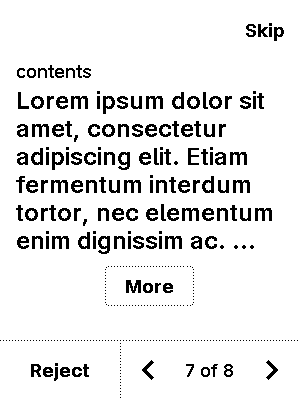 Skip
contents
Lorem ipsum dolor sit
amet, consectetur
adipiscing elit. Etiam
fermentum interdum
tortor, nec elementum
enim dignissim ac. ...
More
Reject
7 of 8